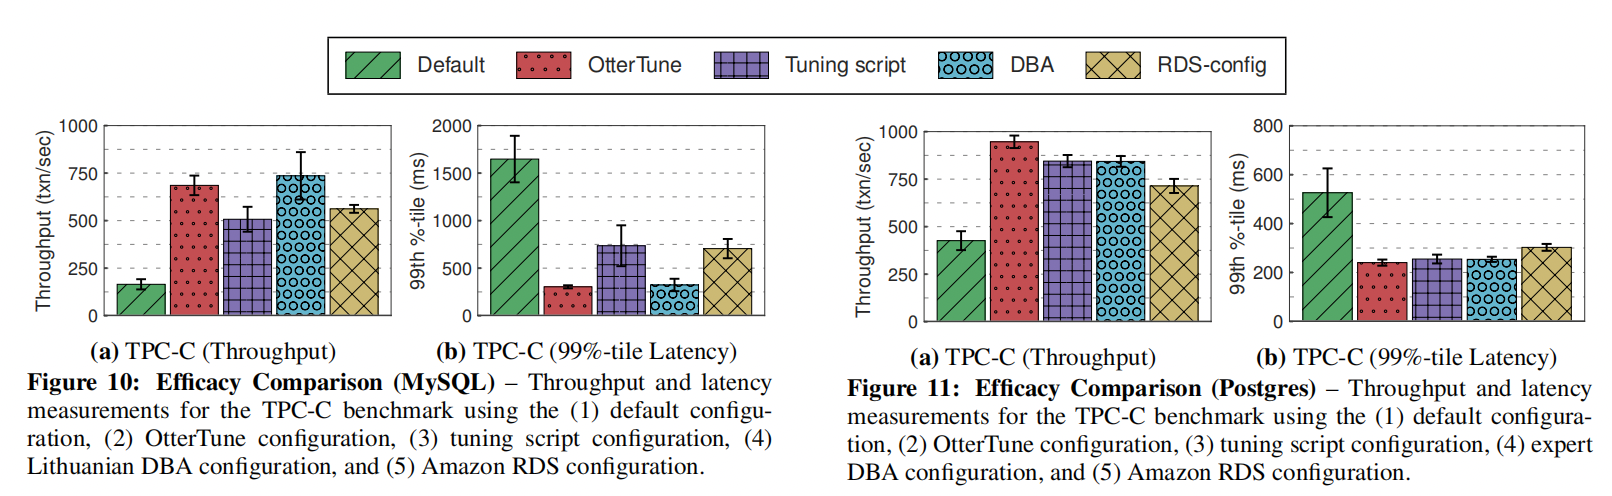 Default OtterTune Tuning script DBA RDS-config
Throughput (txn/sec)
1000
750
500
250
0
(a) TPC-C (Throughput)
99th %-tile (ms)
2000
1500
1000
500
0
(b) TPC-C (99%-tile Latency)
Figure 10: Efficacy Comparison (MySQL) – Throughput and latency
measurements for the TPC-C benchmark using the (1) default configu-
ration, (2) OtterTune configuration, (3) tuning script configuration, (4)
Lithuanian DBA configuration, and (5) Amazon RDS configuration.
Throughput (txn/sec)
1000
750
500
250
0
(a) TPC-C (Throughput)
99th %-tile (ms)
800
600
400
200
0
(b) TPC-C (99%-tile Latency)
Figure 11: Efficacy Comparison (Postgres) – Throughput and latency
measurements for the TPC-C benchmark using the (1) default configura-
tion, (2) OtterTune configuration, (3) tuning script configuration, (4) expert
DBA configuration, and (5) Amazon RDS configuration.